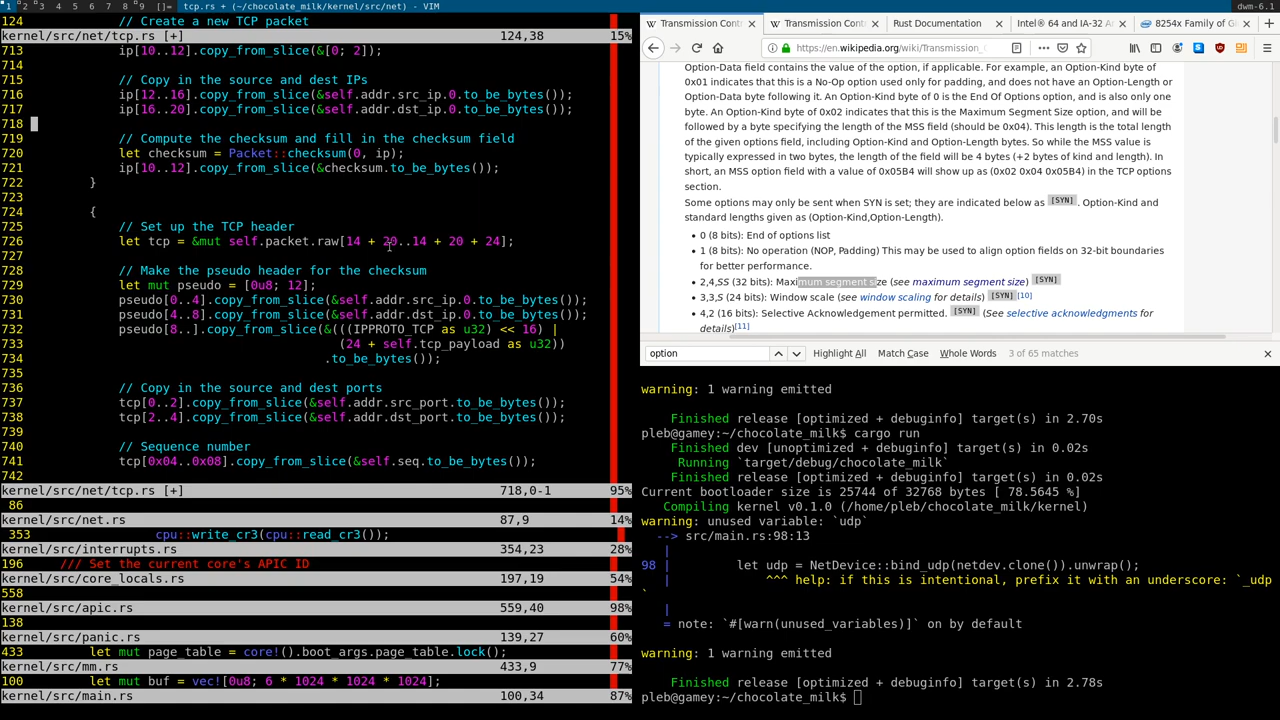 1 2 3 4 5 6 7 8 9 []= tcp.rs + (~/chocolate_milk/kernel/src/net) - VIM
dwm-6.1
124 // Create a new TCP packet
kernel/src/net/tcp.rs [+] 124,38 15%
713 ip[10..12].copy_from_slice(&[0; 2]);
714
715 // Copy in the source and dest IPs
716 ip[12..16].copy_from_slice(&self.addr.src_ip.0.to_be_bytes());
717 ip[16..20].copy_from_slice(&self.addr.dst_ip.0.to_be_bytes());
718
719 // Compute the checksum and fill in the checksum field
720 let checksum = Packet::checksum(0, ip);
721 ip[10..12].copy_from_slice(&checksum.to_be_bytes());
722 }
723
724 {
725 // Set up the TCP header
726 let tcp = &mut self.packet.raw[14 + 20..14 + 20 + 24];
727
728 // Make the pseudo header for the checksum
729 let mut pseudo = [0u8; 12];
730 pseudo[0..4].copy_from_slice(&self.addr.src_ip.0.to_be_bytes());
731 pseudo[4..8].copy_from_slice(&self.addr.dst_ip.0.to_be_bytes());
732 pseudo[8..].copy_from_slice(&(((IPPROTO_TCP as u32) << 16) |
733 (24 + self.tcp_payload as u32))
734 .to_be_bytes());
735
736 // Copy in the source and dest ports
737 tcp[0..2].copy_from_slice(&self.addr.src_port.to_be_bytes());
738 tcp[2..4].copy_from_slice(&self.addr.dst_port.to_be_bytes());
739
740 // Sequence number
741 tcp[0x04..0x08].copy_from_slice(&self.seq.to_be_bytes());
742
kernel/src/net/tcp.rs [+] 718,0-1 95%
86
kernel/src/net.rs 87,9 14%
353 cpu::write_cr3(cpu::read_cr3());
kernel/src/interrupts.rs 354,23 28%
196 /// Set the current core's APIC ID
kernel/src/core_locals.rs 197,19 54%
558
kernel/src/apic.rs 559,40 98%
138
kernel/src/panic.rs 139,27 60%
433 let mut page_table = core!().boot_args.page_table.lock();
kernel/src/mm.rs 433,9 77%
100 let mut buf = vec![0u8; 6 * 1024 * 1024 * 1024];
kernel/src/main.rs 100,34 87%
Transmission Cont Transmission Contr Rust Documentation Intel® 64 and IA-32 Ar 8254x Family of Gi
https://en.wikipedia.org/wiki/Transmission_
Option-Data field contains the value of the option, if applicable. For example, an Option-Kind byte of
0x01 indicates that this is a No-Op option used only for padding, and does not have an Option-Length or
Option-Data byte following it. An Option-Kind byte of 0 is the End Of Options option, and is also only one
byte. An Option-Kind byte of 0x02 indicates that this is the Maximum Segment Size option, and will be
followed by a byte specifying the length of the MSS field (should be 0x04). This length is the total length
of the given options field, including Option-Kind and Option-Length bytes. So while the MSS value is
typically expressed in two bytes, the length of the field will be 4 bytes (+2 bytes of kind and length). In
short, an MSS option field with a value of 0x05B4 will show up as (0x02 0x04 0x05B4) in the TCP options
section.
Some options may only be sent when SYN is set; they are indicated below as [SYN]. Option-Kind and
standard lengths given as (Option-Kind,Option-Length).
• 0 (8 bits): End of options list
• 1 (8 bits): No operation (NOP, Padding) This may be used to align option fields on 32-bit boundaries
for better performance.
• 2,4,SS (32 bits): Maximum segment size (see maximum segment size) [SYN]
• 3,3,S (24 bits): Window scale (see window scaling for details) [SYN][10]
• 4,2 (16 bits): Selective Acknowledgement permitted. [SYN] (See selective acknowledgments for
details)[11]
option Highlight All Match Case Whole Words 3 of 65 matches
warning: 1 warning emitted
Finished release [optimized + debuginfo] target(s) in 2.70s
pleb@gamey:~/chocolate_milk$ cargo run
Finished dev [unoptimized + debuginfo] target(s) in 0.02s
Running `target/debug/chocolate_milk`
Finished release [optimized + debuginfo] target(s) in 0.02s
Current bootloader size is 25744 of 32768 bytes [ 78.5645 %]
Compiling kernel v0.1.0 (/home/pleb/chocolate_milk/kernel)
warning: unused variable: `udp`
--> src/main.rs:98:13
|
98 | let udp = NetDevice::bind_udp(netdev.clone()).unwrap();
| ^^^ help: if this is intentional, prefix it with an underscore: `_udp
`
|
= note: `#[warn(unused_variables)]` on by default
warning: 1 warning emitted
Finished release [optimized + debuginfo] target(s) in 2.78s
pleb@gamey:~/chocolate_milk$